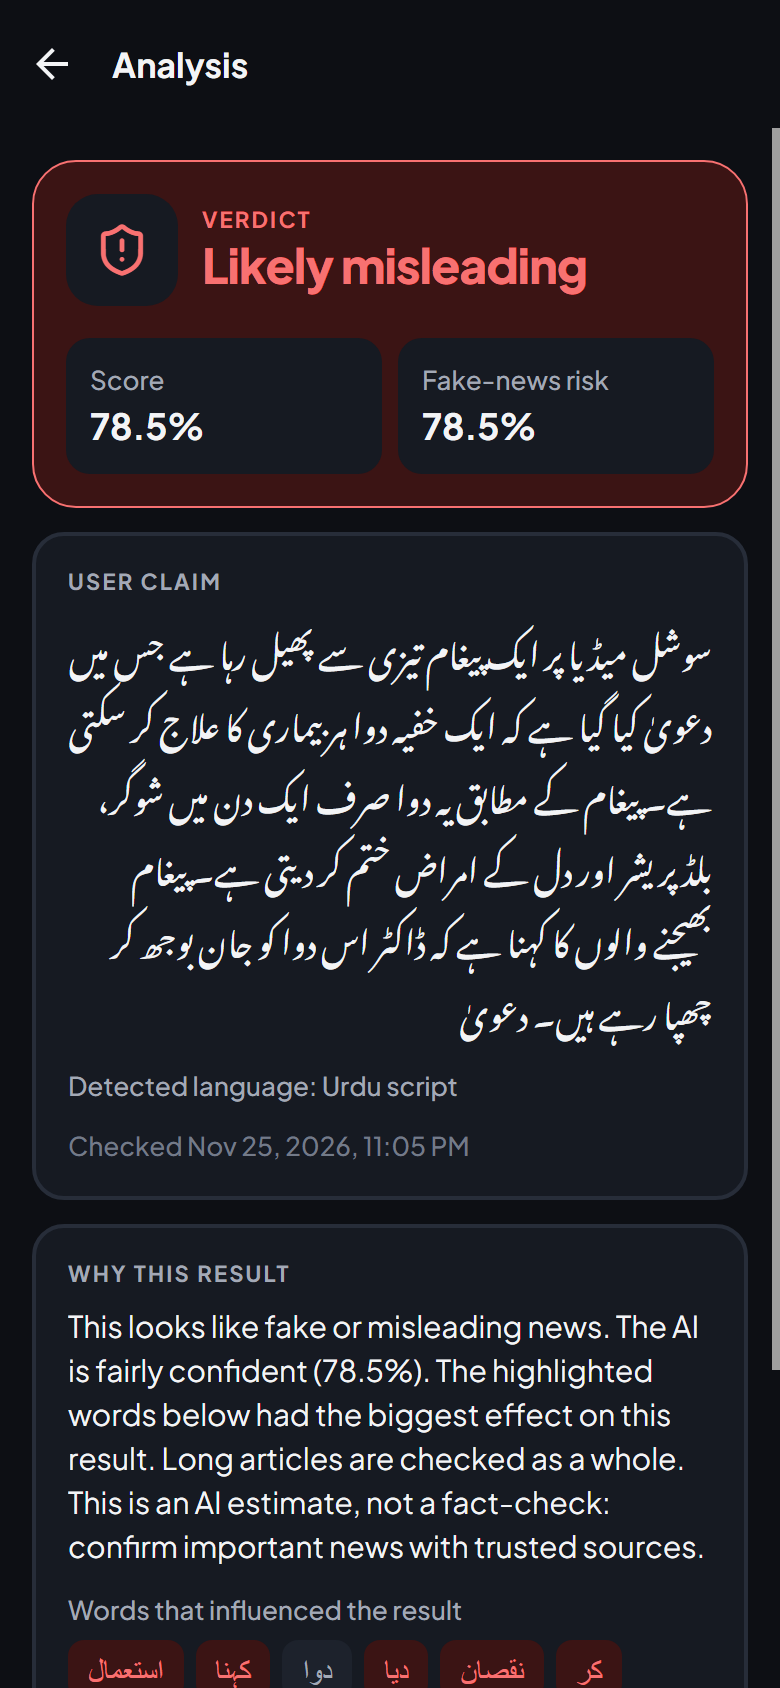 Analysis
VERDICT
Likely misleading
Score
78.5%
Fake-news risk
78.5%
USER CLAIM
سوشل میڈیا پر ایک پیغام تیزی سے پھیل رہا ہے جس میں
دعویٰ کیا گیا ہے کہ ایک خفیہ دوا ہر بیماری کا علاج کر سکتی
ہے۔ پیغام کے مطابق یہ دوا صرف ایک دن میں شوگر،
بلڈ پریشر اور دل کے امراض ختم کر دیتی ہے۔ پیغام
بھیجنے والوں کا کہنا ہے کہ ڈاکٹر اس دوا کو جان بوجھ کر
چھپا رہے ہیں۔ دعویٰ
Detected language: Urdu script
Checked Nov 25, 2026, 11:05 PM
WHY THIS RESULT
This looks like fake or misleading news. The AI
is fairly confident (78.5%). The highlighted
words below had the biggest effect on this
result. Long articles are checked as a whole.
This is an AI estimate, not a fact-check:
confirm important news with trusted sources.
Words that influenced the result
استعمال کہنا دوا دیا نقصان کر